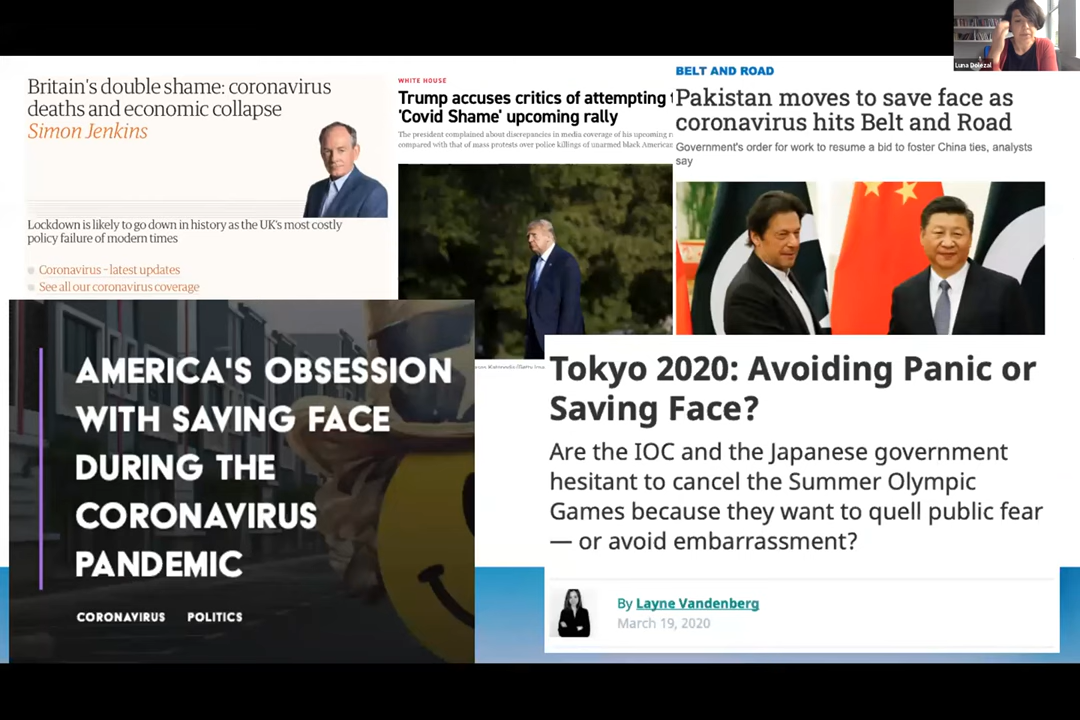 Luna Dolezal
Britain's double shame: coronavirus
deaths and economic collapse
Simon Jenkins
Lockdown is likely to go down in history as the UK's most costly
policy failure of modern times
Coronavirus – latest updates
See all our coronavirus coverage
WHITE HOUSE
Trump accuses critics of attempting
'Covid Shame' upcoming rally
The president complained about discrepancies in media coverage of his upcoming
compared with that of mass protests over police killings of unarmed black
BELT AND ROAD
Pakistan moves to save face as
coronavirus hits Belt and Road
Government's order for work to resume a bid to foster China ties, analysts
say
AMERICA'S OBSESSION
WITH SAVING FACE
DURING THE
CORONAVIRUS
PANDEMIC
CORONAVIRUS POLITICS
Tokyo 2020: Avoiding Panic or
Saving Face?
Are the IOC and the Japanese government
hesitant to cancel the Summer Olympic
Games because they want to quell public fear
— or avoid embarrassment?
By Layne Vandenberg
March 19, 2020